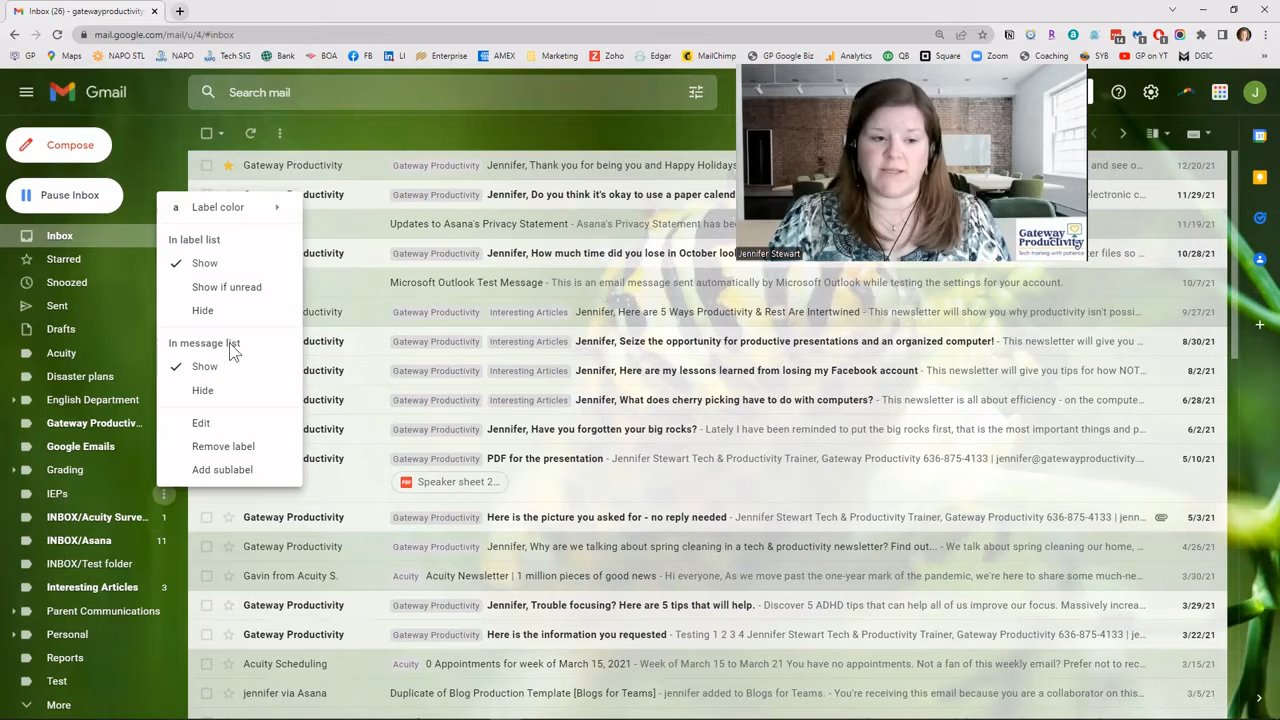 Inbox (26) - gatewayproductivity
mail.google.com/mail/u/4/#inbox
GP Maps NAPO STL NAPO Tech SIG Bank BOA FB LI Enterprise AMEX Marketing Zoho Edgar MailChimp GP Google Biz Analytics QB Square Zoom Coaching SYB GP on YT DGIC
Gmail
Search mail
J
Compose
Pause Inbox
Inbox
Starred
Snoozed
Sent
Drafts
Acuity
Disaster plans
English Department
Gateway Productiv...
Google Emails
Grading
IEPs
INBOX/Acuity Surve... 1
INBOX/Asana 11
INBOX/Test folder
Interesting Articles 3
Parent Communications
Personal
Reports
Test
More
a Label color
In label list
Show
Show if unread
Hide
In message list
Show
Hide
Edit
Remove label
Add sublabel
Gateway Productivity Gateway Productivity Jennifer, Thank you for being you and Happy Holidays and see o... 12/20/21
Productivity Gateway Productivity Jennifer, Do you think it's okay to use a paper calend electronic c... 11/29/21
Updates to Asana's Privacy Statement - Asana's Privacy Statement has bee
Productivity Gateway Productivity Jennifer, How much time did you lose in October loo files so ... 10/28/21
Microsoft Outlook Test Message - This is an email message sent automatically by Microsoft Outlook while testing the settings for your account. 10/7/21
ductivity Gateway Productivity Interesting Articles Jennifer, Here are 5 Ways Productivity & Rest Are Intertwined - This newsletter will show you why productivity isn't possi... 9/27/21
Gateway Productivity Interesting Articles Jennifer, Seize the opportunity for productive presentations and an organized computer! - This newsletter will give you ... 8/30/21
ductivity Gateway Productivity Interesting Articles Jennifer, Here are my lessons learned from losing my Facebook account - This newsletter will give you tips for how NOT... 8/2/21
Productivity Gateway Productivity Interesting Articles Jennifer, What does cherry picking have to do with computers? - This newsletter is all about efficiency - on the compute... 6/28/21
Productivity Gateway Productivity Jennifer, Have you forgotten your big rocks? - Lately I have been reminded to put the big rocks first, that is the most important things and p... 6/2/21
ductivity Gateway Productivity PDF for the presentation - Jennifer Stewart Tech & Productivity Trainer, Gateway Productivity 636-875-4133 | jennifer@gatewayproductivity.... 5/10/21
Speaker sheet 2...
Gateway Productivity Gateway Productivity Here is the picture you asked for - no reply needed - Jennifer Stewart Tech & Productivity Trainer, Gateway Productivity 636-875-4133 | jenn... 5/3/21
Gateway Productivity Gateway Productivity Jennifer, Why are we talking about spring cleaning in a tech & productivity newsletter? Find out... - We talk about spring cleaning our home, ... 4/26/21
Gavin from Acuity S. Acuity Acuity Newsletter | 1 million pieces of good news - Hi everyone, As we move past the one-year mark of the pandemic, we're here to share some much-ne... 3/30/21
Gateway Productivity Gateway Productivity Jennifer, Trouble focusing? Here are 5 tips that will help. - Discover 5 ADHD tips that can help all of us improve our focus. Massively increa... 3/29/21
Gateway Productivity Gateway Productivity Here is the information you requested - Testing 1 2 3 4 Jennifer Stewart Tech & Productivity Trainer, Gateway Productivity 636-875-4133 | je... 3/22/21
Acuity Scheduling Acuity 0 Appointments for week of March 15, 2021 - Week of March 15 to March 21 You have no appointments. Not a fan of this weekly email? Prefer not to rec... 3/15/21
jennifer via Asana Duplicate of Blog Production Template [Blogs for Teams] - jennifer added to Blogs for Teams. - You're receiving this email because you are a collaborator on this... 3/5/21
Jennifer Stewart
Gateway
Productivity
Tech training with patience